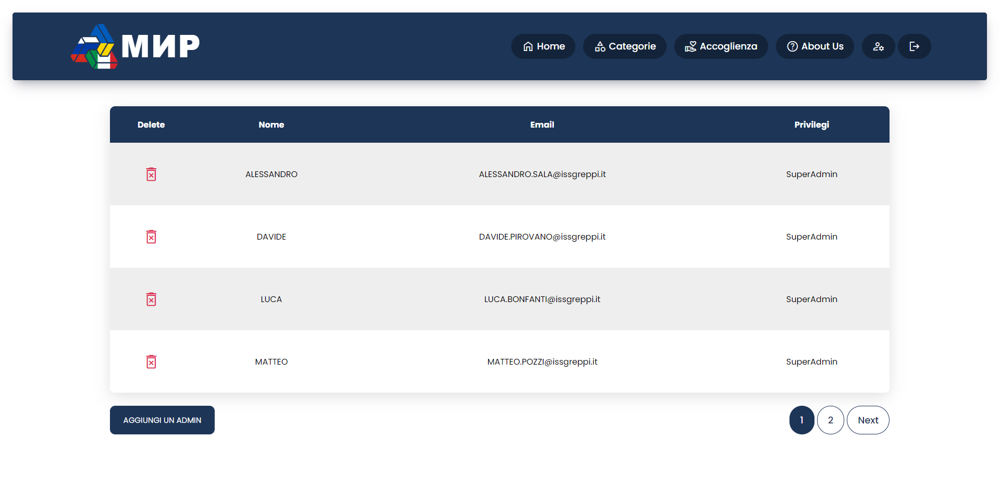 МИР
Home Categorie Accoglienza About Us
Delete Nome Email Privilegi
ALESSANDRO ALESSANDRO.SALA@issgreppi.it SuperAdmin
DAVIDE DAVIDE.PIROVANO@issgreppi.it SuperAdmin
LUCA LUCA.BONFANTI@issgreppi.it SuperAdmin
MATTEO MATTEO.POZZI@issgreppi.it SuperAdmin
AGGIUNGI UN ADMIN 1 2 Next